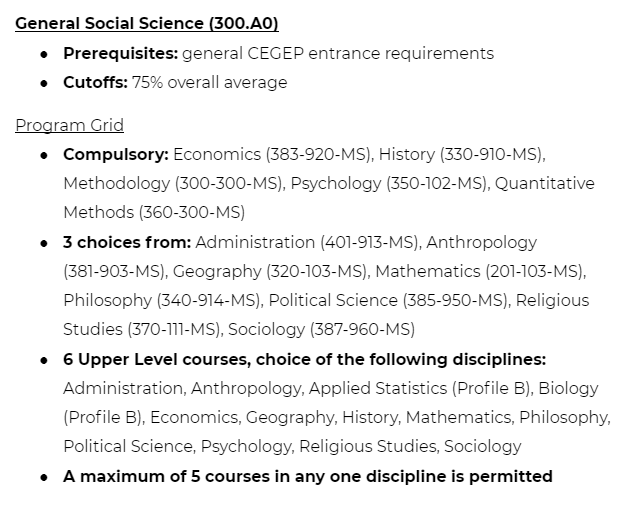 General Social Science (300.A0)
● Prerequisites: general CEGEP entrance requirements
● Cutoffs: 75% overall average
Program Grid
● Compulsory: Economics (383-920-MS), History (330-910-MS),
Methodology (300-300-MS), Psychology (350-102-MS), Quantitative
Methods (360-300-MS)
● 3 choices from: Administration (401-913-MS), Anthropology
(381-903-MS), Geography (320-103-MS), Mathematics (201-103-MS),
Philosophy (340-914-MS), Political Science (385-950-MS), Religious
Studies (370-111-MS), Sociology (387-960-MS)
● 6 Upper Level courses, choice of the following disciplines:
Administration, Anthropology, Applied Statistics (Profile B), Biology
(Profile B), Economics, Geography, History, Mathematics, Philosophy,
Political Science, Psychology, Religious Studies, Sociology
● A maximum of 5 courses in any one discipline is permitted